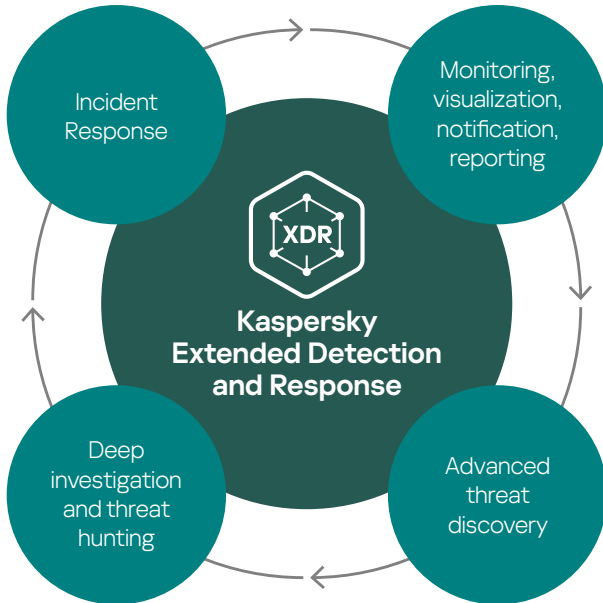 Incident
Response
Monitoring,
visualization,
notification,
reporting
XDR
Kaspersky
Extended Detection
and Response
Deep
investigation
and threat
hunting
Advanced
threat
discovery